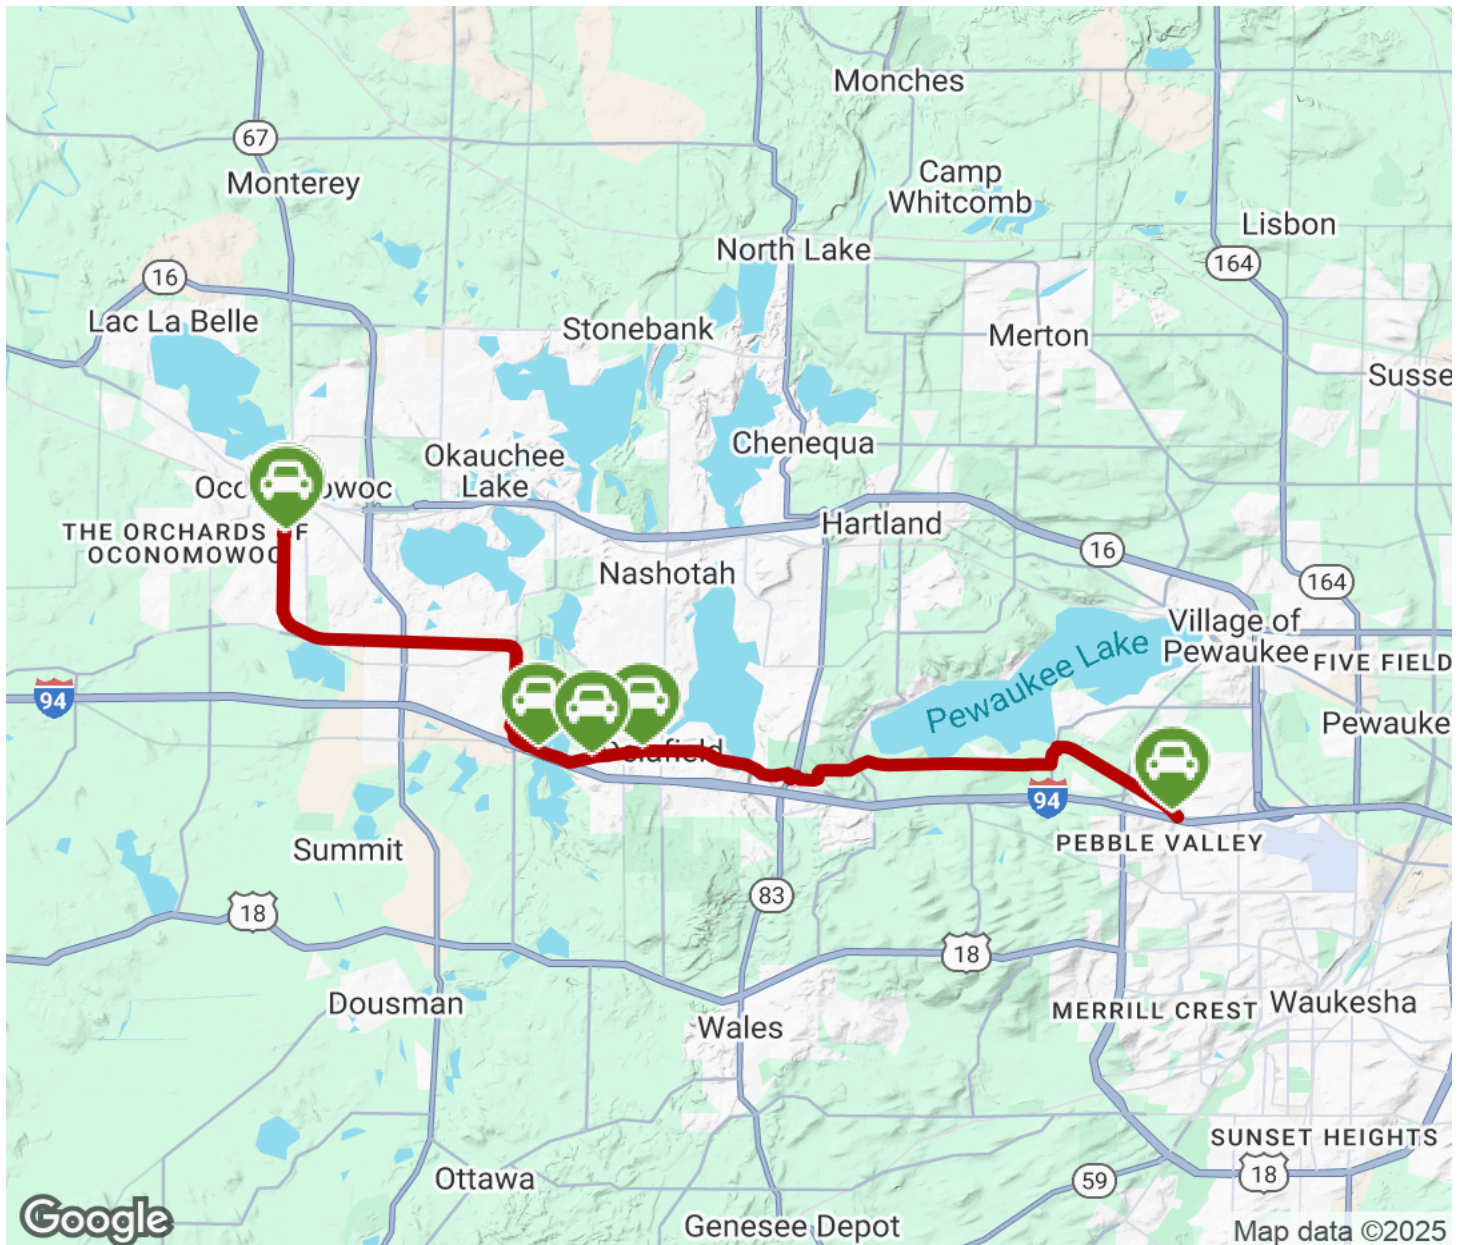 Monches
67
Camp
Whitcomb
Monterey
Lisbon
North Lake
164
16
Lac La Belle
Stonebank
Merton
Chenequa
Okauchee
Lake
THE ORCHARDS
OCONOMOWOC
Hartland
16
Nashotah
164
Village of
Pewaukee
FIVE FIELD
Pewaukee Lake
94
94
PEBBLE VALLEY
Summit
83
18
18
Dousman
MERRILL CREST
Waukesha
Wales
SUNSET HEIGHTS
18
59
Ottawa
Genesee Depot
Google
Map data ©2025